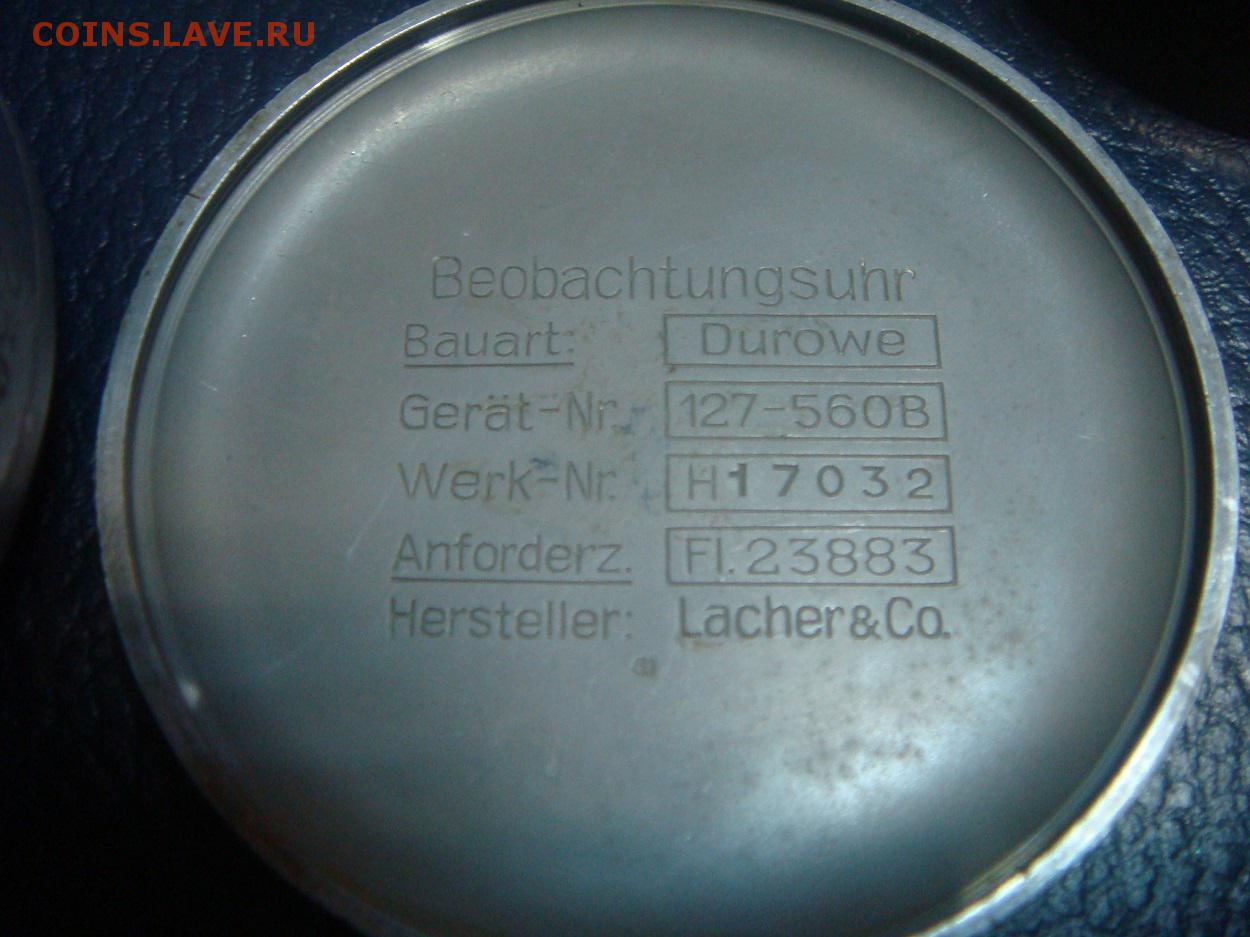 COINS.LAVE.RU
Beobachtungsuhr
Bauart: Durowe
Gerät-Nr. 127-560B
Werk-Nr. H17032
Anforderz. Fl.23883
Hersteller: Lacher&Co.